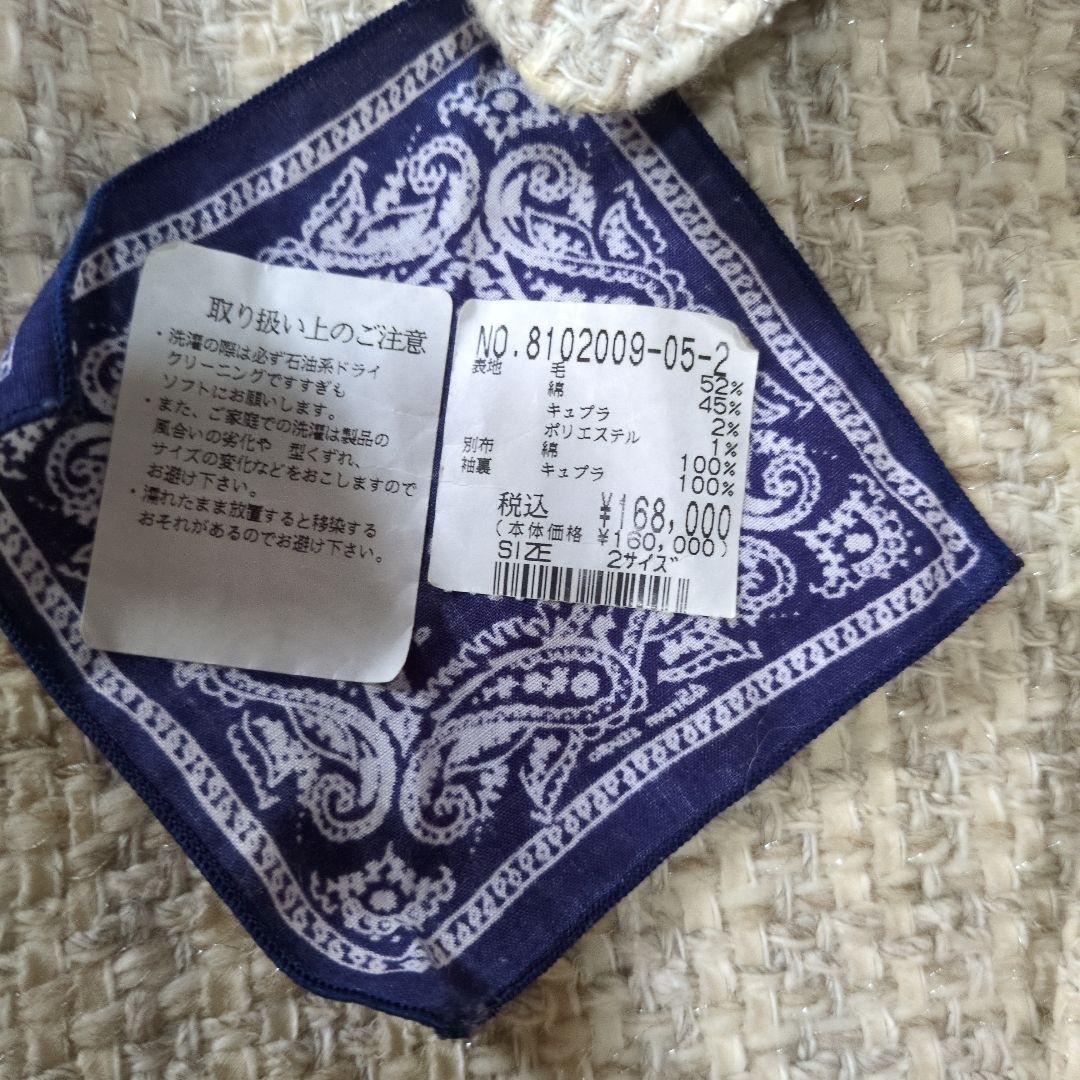 取り扱い上のご注意
・洗濯の際は必ず石油系ドライ
クリーニングですすぎも
ソフトにお願いします。
・また、ご家庭での洗濯は製品の
風合いの劣化や 型くずれ、
サイズの変化などをおこしますので
お避け下さい。
・濡れたまま放置すると移染する
おそれがあるのでお避け下さい。
NO.8102009-05-2
表地 毛 52%
綿 45%
キュプラ 2%
ポリエステル 1%
別布 綿 100%
袖裏 キュプラ 100%
税込 ¥168,000
(本体価格 ¥160,000)
SIZE 2サイズ